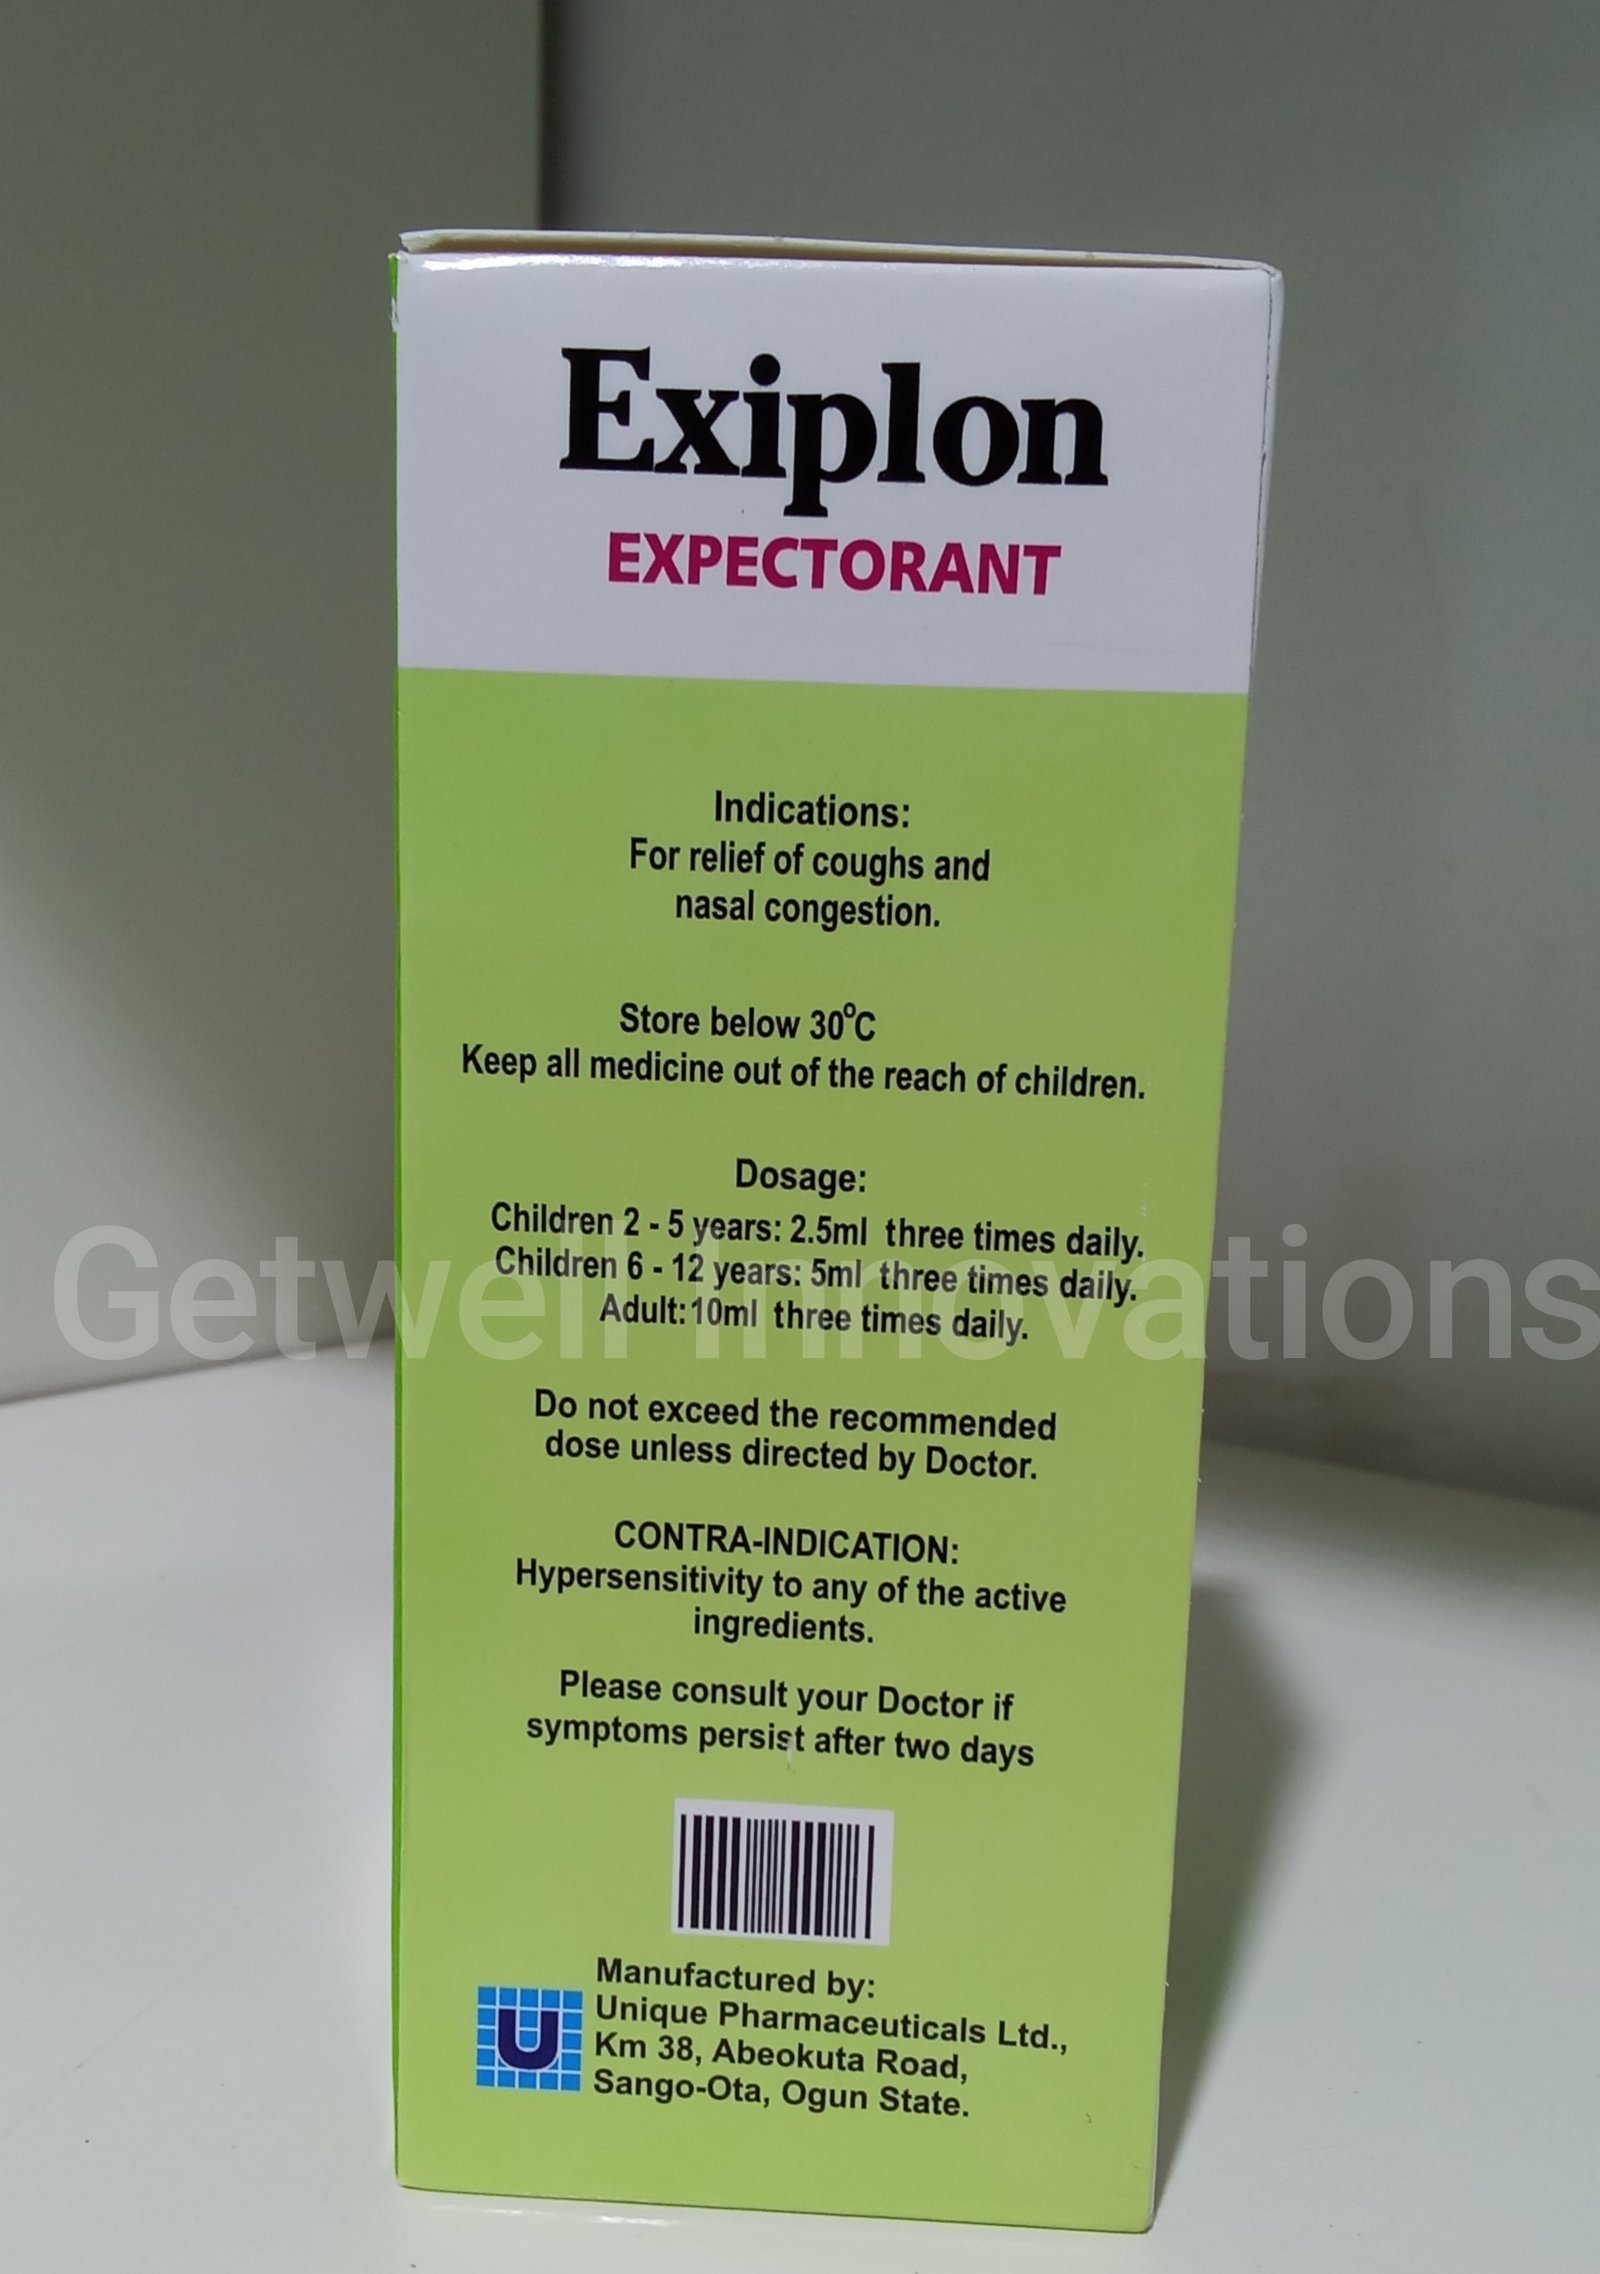 Exiplon
EXPECTORANT
Indications:
For relief of coughs and
nasal congestion.
Store below 30°C
Keep all medicine out of the reach of children.
Dosage:
Children 2 - 5 years: 2.5ml three times daily.
Children 6 - 12 years: 5ml three times daily.
Adult:10ml three times daily.
Getwell Innovations
Do not exceed the recommended
dose unless directed by Doctor.
CONTRA-INDICATION:
Hypersensitivity to any of the active
ingredients.
Please consult your Doctor if
symptoms persist after two days
Manufactured by:
U
Unique Pharmaceuticals Ltd.,
Km 38, Abeokuta Road,
Sango-Ota, Ogun State.